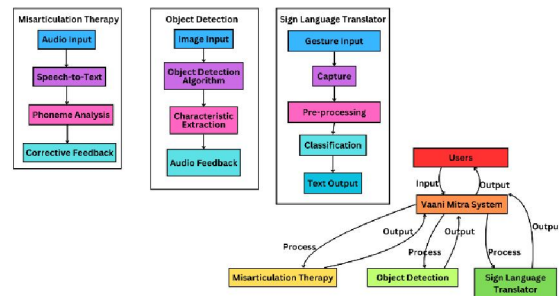 Misarticulation Therapy
Audio Input
Speech-to-Text
Phoneme Analysis
Corrective Feedback
Object Detection
Image Input
Object Detection
Algorithm
Characteristic
Extraction
Audio Feedback
Sign Language Translator
Gesture Input
Capture
Pre-processing
Classification
Text Output
Users
Input
Output
Vaani Mitra System
Process
Output
Process
Output
Process
Output
Misarticulation Therapy
Object Detection
Sign Language
Translator